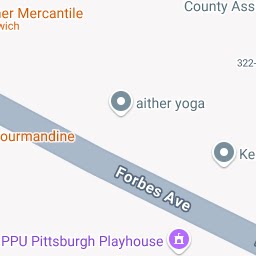 er Mercantile
wich
County Ass
322-
aither yoga
ourmandine
Ke
Forbes Ave
PPU Pittsburgh Playhouse